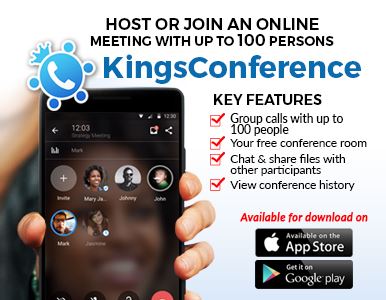 HOST OR JOIN AN ONLINE
MEETING WITH UP TO 100 PERSONS
KingsConference
KEY FEATURES
Group calls with up to
100 people
Your free conference room
Chat & share files with
other participants
View conference history
12:30
12:03
Strategy Meeting
Mark
Invite
Mary Ja...
Johnny
John
Mark
Jasmine
Available for download on
Available on the
App Store
Get it on
Google play